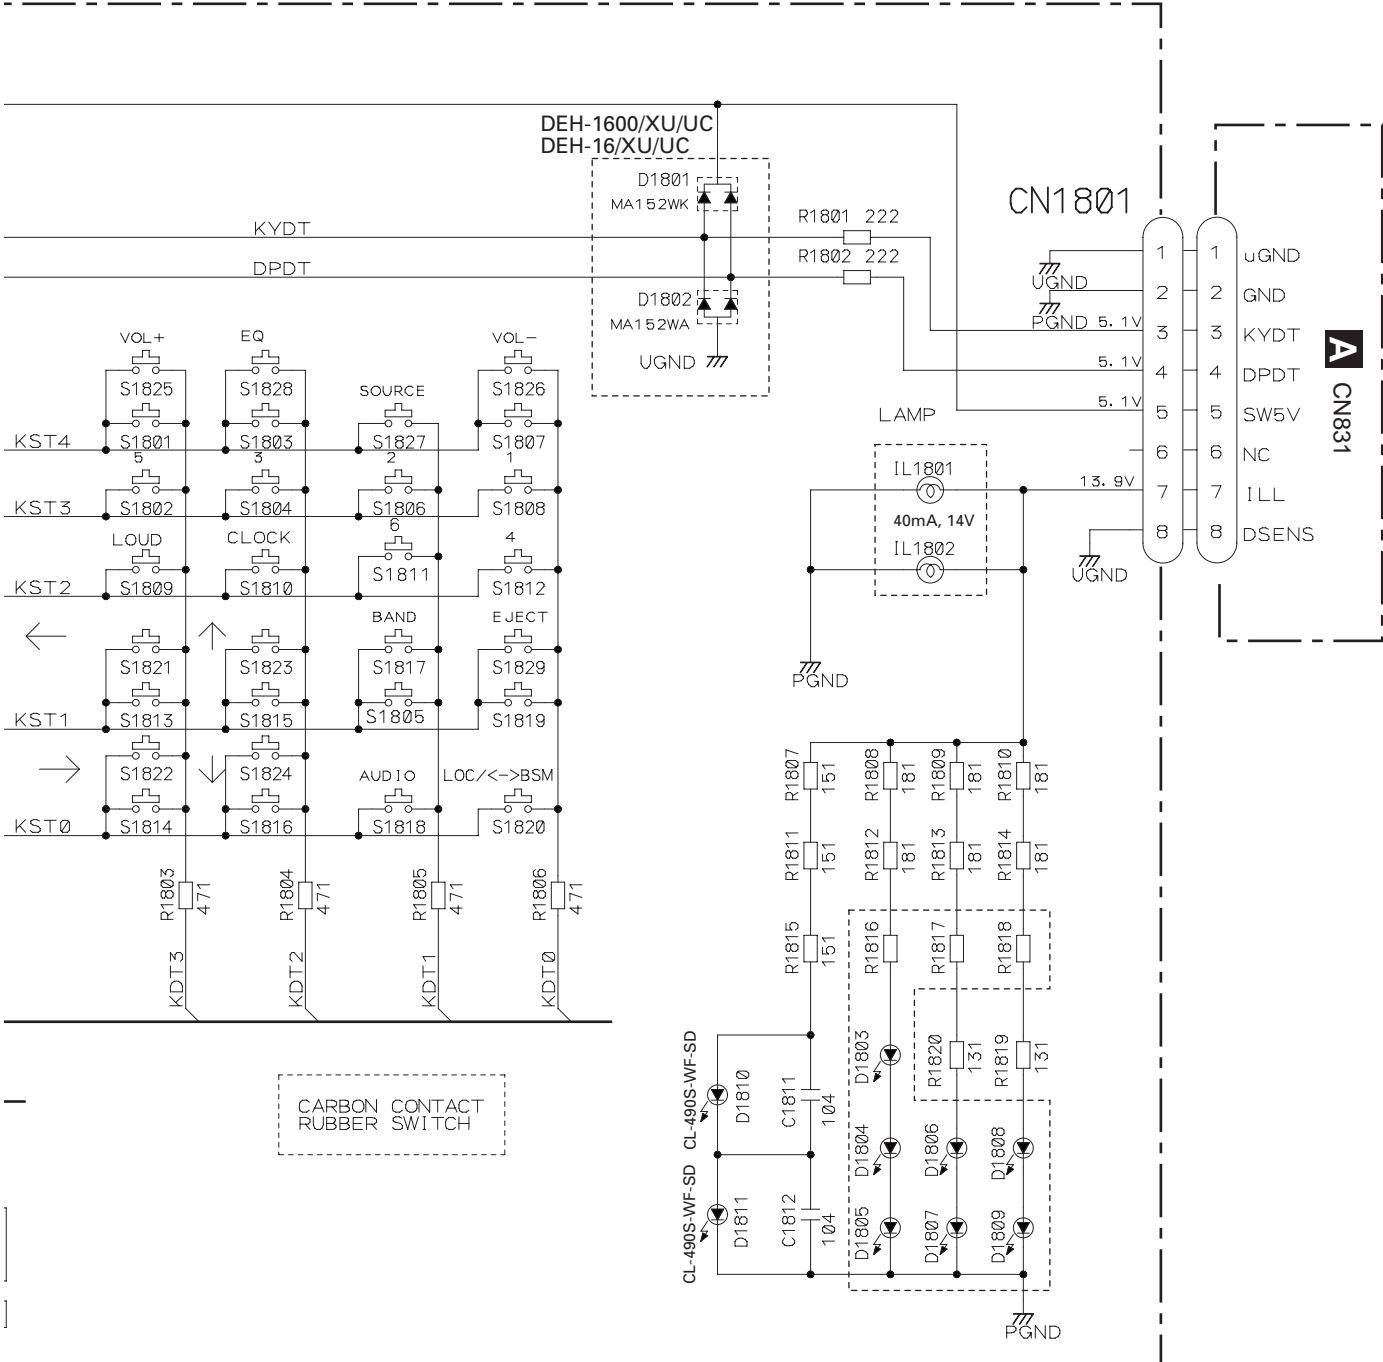 DEH-1600/XU/UC
DEH-16/XU/UC
D1801
MA152WK
KYDT
DPDT
R1801 222
R1802 222
D1802
MA152WA
UGND
CN1801
1 1 uGND
UGND
2 2 GND
PGND
5.1V
3 3 KYDT
5.1V
4 4 DPDT
5.1V
5 5 SW5V
6 6 NC
13.9V
7 7 ILL
8 8 DSENS
UGND
A
CN831
LAMP
IL1801
40mA, 14V
IL1802
PGND
VOL+ EQ VOL-
S1825 S1828 SOURCE S1826
KST4 S1801 S1803 S1827 S1807
5 3 2 1
KST3 S1802 S1804 S1806 S1808
LOUD CLOCK 6 4
S1811
KST2 S1809 S1810 S1812
← ↑ BAND EJECT
S1821 S1823 S1817 S1829
KST1 S1813 S1815 S1805 S1819
→ S1822 ↓ S1824 AUDIO LOC/<->BSM
KST0 S1814 S1816 S1818 S1820
R1803 471
R1804 471
R1805 471
R1806 471
KDT3
KDT2
KDT1
KDT0
CARBON CONTACT
RUBBER SWITCH
R1807 151
R1808 181
R1809 181
R1810 181
R1811 151
R1812 181
R1813 181
R1814 181
R1815 151
R1816
R1817
R1818
CL-490S-WF-SD
D1810
C1811
104
D1803
R1820 131
R1819 131
CL-490S-WF-SD
D1811
C1812
104
D1804
D1806
D1808
D1805
D1807
D1809
PGND